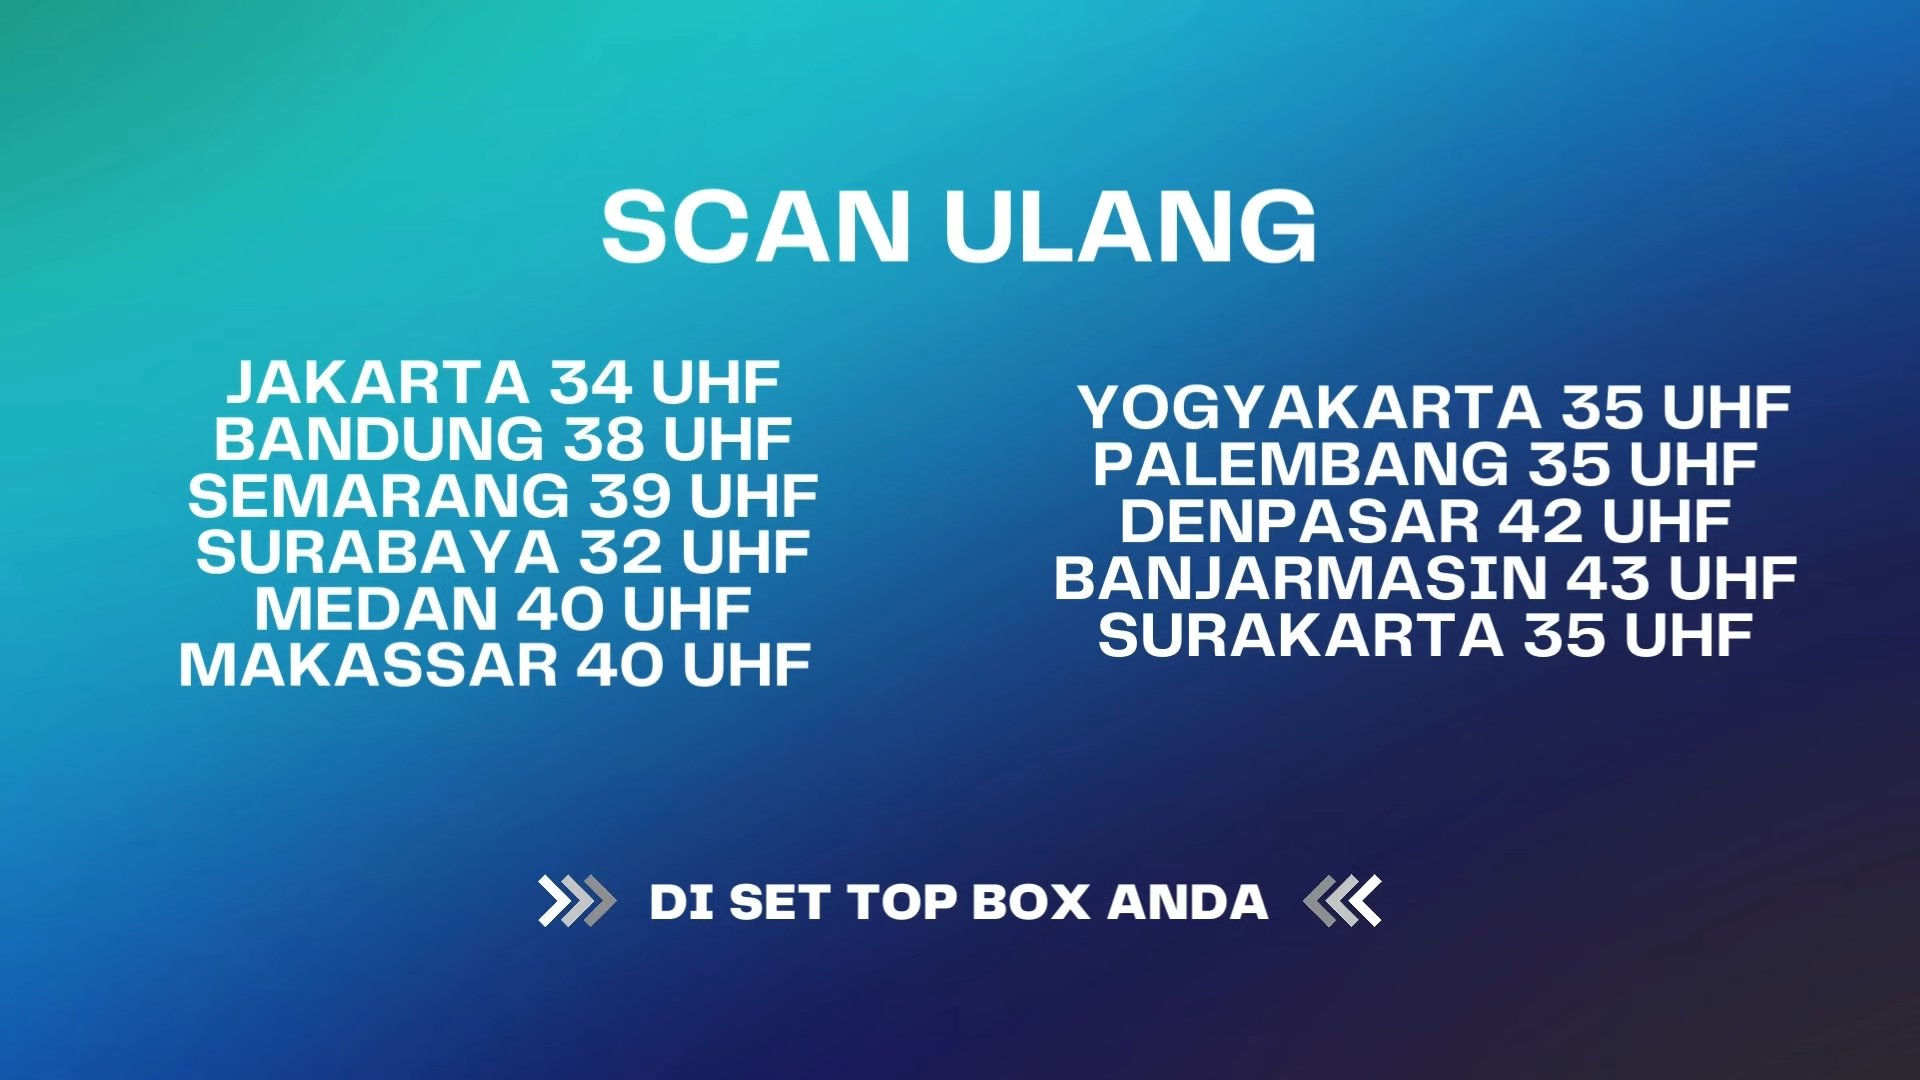 SCAN ULANG
JAKARTA 34 UHF
BANDUNG 38 UHF
SEMARANG 39 UHF
SURABAYA 32 UHF
MEDAN 40 UHF
MAKASSAR 40 UHF
YOGYAKARTA 35 UHF
PALEMBANG 35 UHF
DENPASAR 42 UHF
BANJARMASIN 43 UHF
SURAKARTA 35 UHF
DI SET TOP BOX ANDA